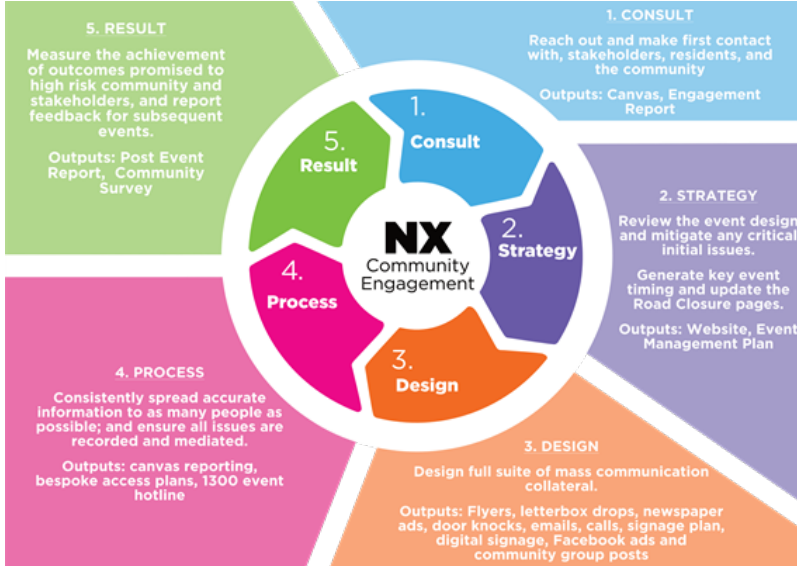 1. CONSULT
Reach out and make first contact
with, stakeholders, residents, and
the community
Outputs: Canvas, Engagement
Report
2. STRATEGY
Review the event design
and mitigate any critical
initial issues.
Generate key event
timing and update the
Road Closure pages.
Outputs: Website, Event
Management Plan
3. DESIGN
Design full suite of mass communication
collateral.
Outputs: Flyers, letterbox drops, newspaper
ads, door knocks, emails, calls, signage plan,
digital signage, Facebook ads and
community group posts
4. PROCESS
Consistently spread accurate
information to as many people as
possible; and ensure all issues are
recorded and mediated.
Outputs: canvas reporting,
bespoke access plans, 1300 event
hotline
5. RESULT
Measure the achievement
of outcomes promised to
high risk community and
stakeholders, and report
feedback for subsequent
events.
Outputs: Post Event
Report, Community
Survey
1.
Consult
2.
Strategy
3.
Design
4.
Process
5.
Result
NX
Community
Engagement